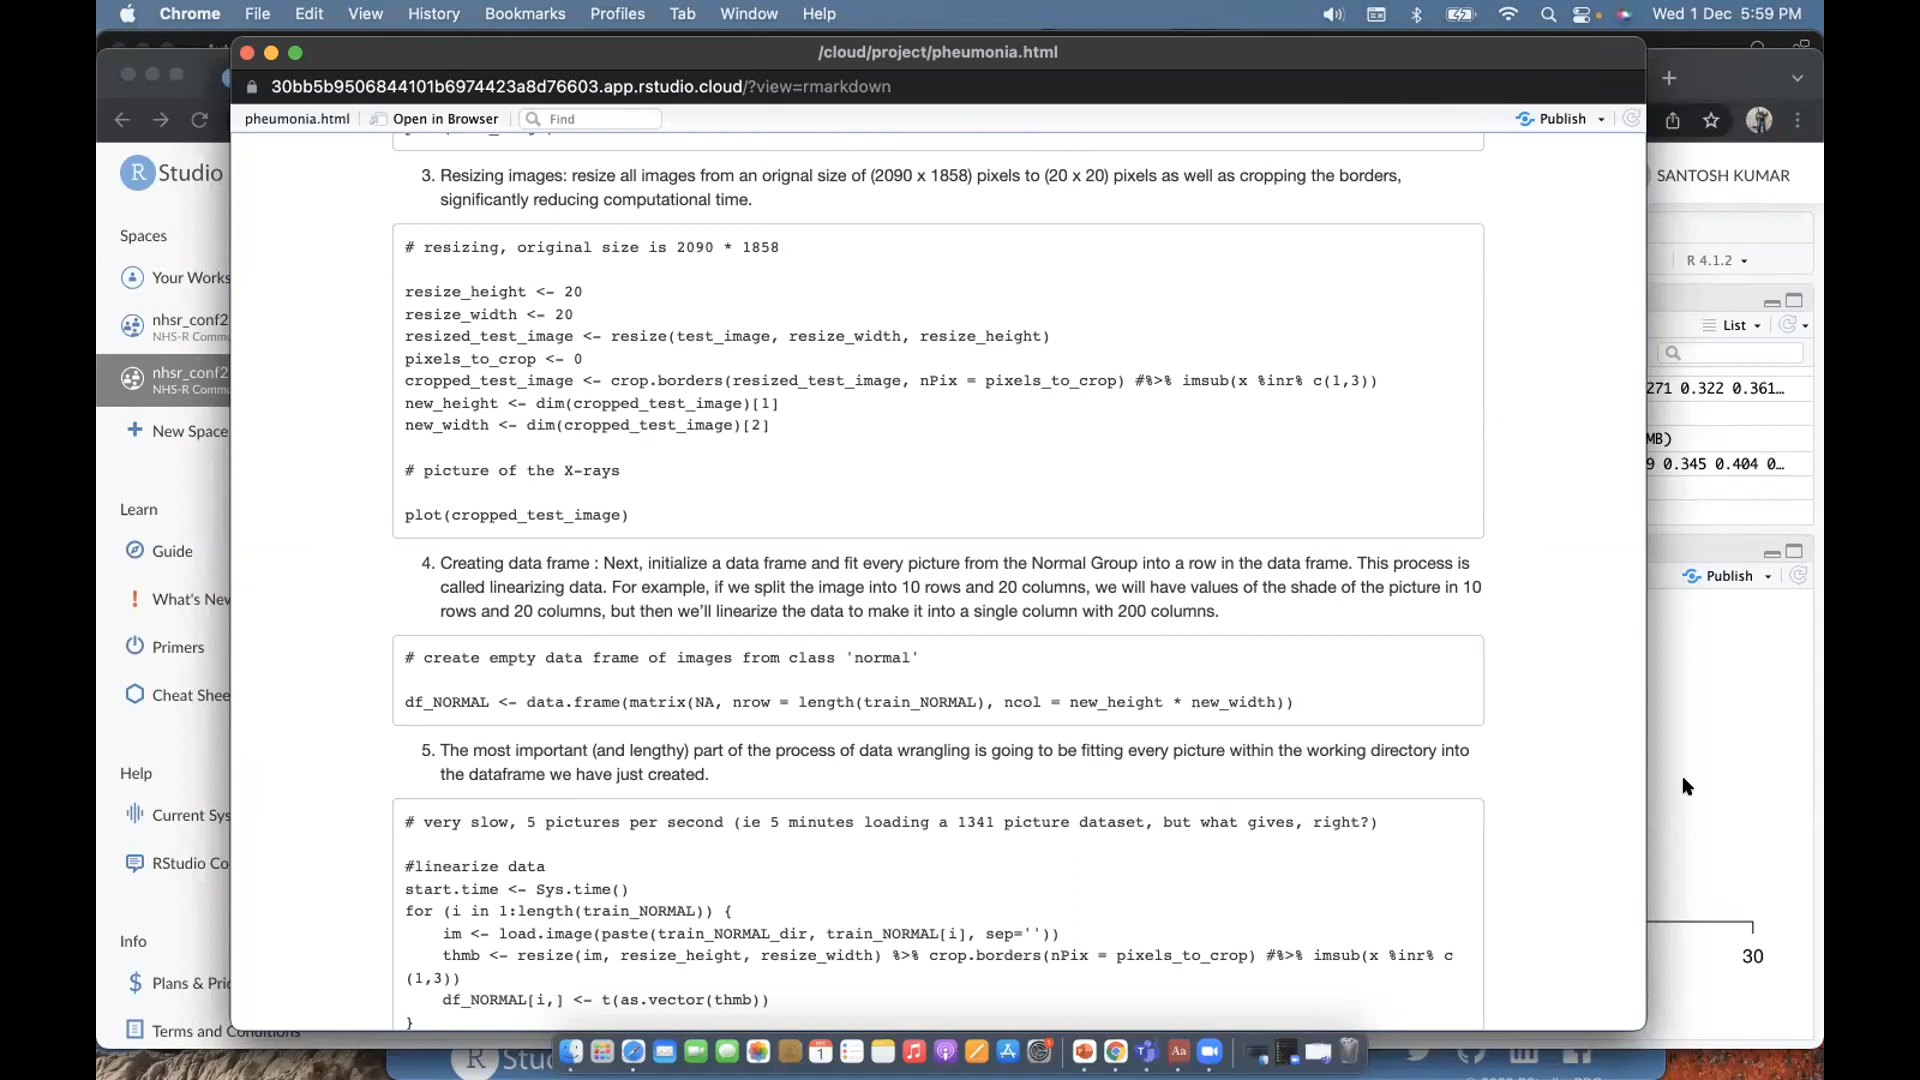 Chrome File Edit View History Bookmarks Profiles Tab Window Help Wed 1 Dec 5:59 PM
/cloud/project/pheumonia.html
30bb5b9506844101b6974423a8d76603.app.rstudio.cloud/?view=rmarkdown
pheumonia.html Open in Browser Find Publish
R Studio
SANTOSH KUMAR
Spaces
Your Works
nhsr_conf2
NHS-R Commu
nhsr_conf2
NHS-R Commu
New Space
Learn
Guide
What's New
Primers
Cheat Shee
Help
Current Sys
RStudio Co
Info
Plans & Pric
Terms and Conditions
3. Resizing images: resize all images from an orignal size of (2090 x 1858) pixels to (20 x 20) pixels as well as cropping the borders,
significantly reducing computational time.
# resizing, original size is 2090 * 1858
resize_height <- 20
resize_width <- 20
resized_test_image <- resize(test_image, resize_width, resize_height)
pixels_to_crop <- 0
cropped_test_image <- crop.borders(resized_test_image, nPix = pixels_to_crop) #%>% imsub(x %inr% c(1,3))
new_height <- dim(cropped_test_image)[1]
new_width <- dim(cropped_test_image)[2]
# picture of the X-rays
plot(cropped_test_image)
4. Creating data frame : Next, initialize a data frame and fit every picture from the Normal Group into a row in the data frame. This process is
called linearizing data. For example, if we split the image into 10 rows and 20 columns, we will have values of the shade of the picture in 10
rows and 20 columns, but then we'll linearize the data to make it into a single column with 200 columns.
# create empty data frame of images from class 'normal'
df_NORMAL <- data.frame(matrix(NA, nrow = length(train_NORMAL), ncol = new_height * new_width))
5. The most important (and lengthy) part of the process of data wrangling is going to be fitting every picture within the working directory into
the dataframe we have just created.
# very slow, 5 pictures per second (ie 5 minutes loading a 1341 picture dataset, but what gives, right?)
#linearize data
start.time <- Sys.time()
for (i in 1:length(train_NORMAL)) {
im <- load.image(paste(train_NORMAL_dir, train_NORMAL[i], sep=''))
thmb <- resize(im, resize_height, resize_width) %>% crop.borders(nPix = pixels_to_crop) #%>% imsub(x %inr% c
(1,3))
df_NORMAL[i,] <- t(as.vector(thmb))
}
R 4.1.2
List
271 0.322 0.361…
MB)
9 0.345 0.404 0…
Publish
30
R Stu
DEC
1
Aa